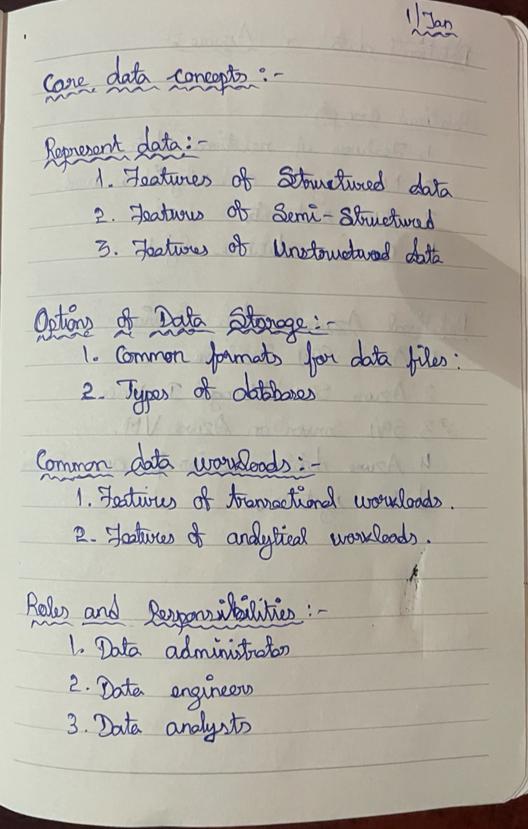 1/Jan
Core data concepts :-
Represent data:-
1. Features of Structured data
2. Features of Semi-Structured
3. Features of Unstructured data
Options of Data Storage:-
1. Common formats for data files:
2. Types of databases
Common data workloads:-
1. Features of transactional workloads.
2. Features of analytical workloads.
Roles and Responsibilities :-
1. Data administrator
2. Data engineers
3. Data analysts